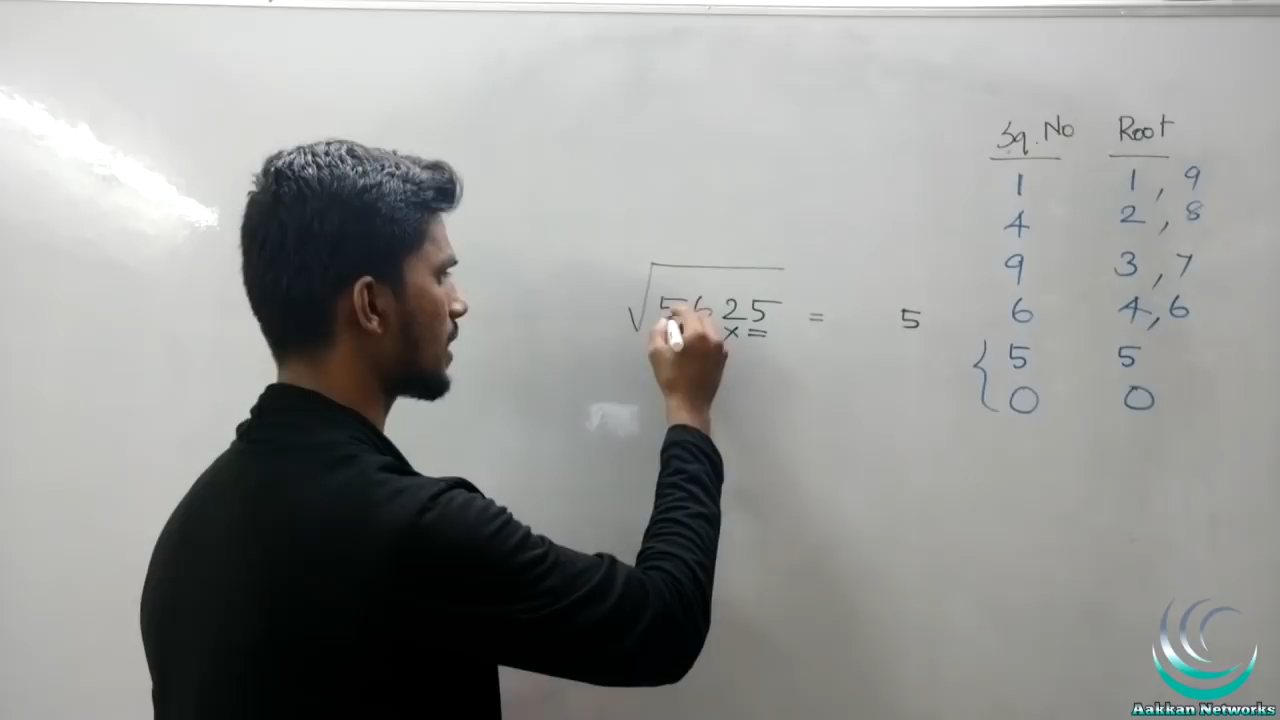 Sq. No Root
1 1, 9
4 2, 8
9 3, 7
6 4, 6
5 5
0 0
√5625 = 5
× =
Aakkan Networks